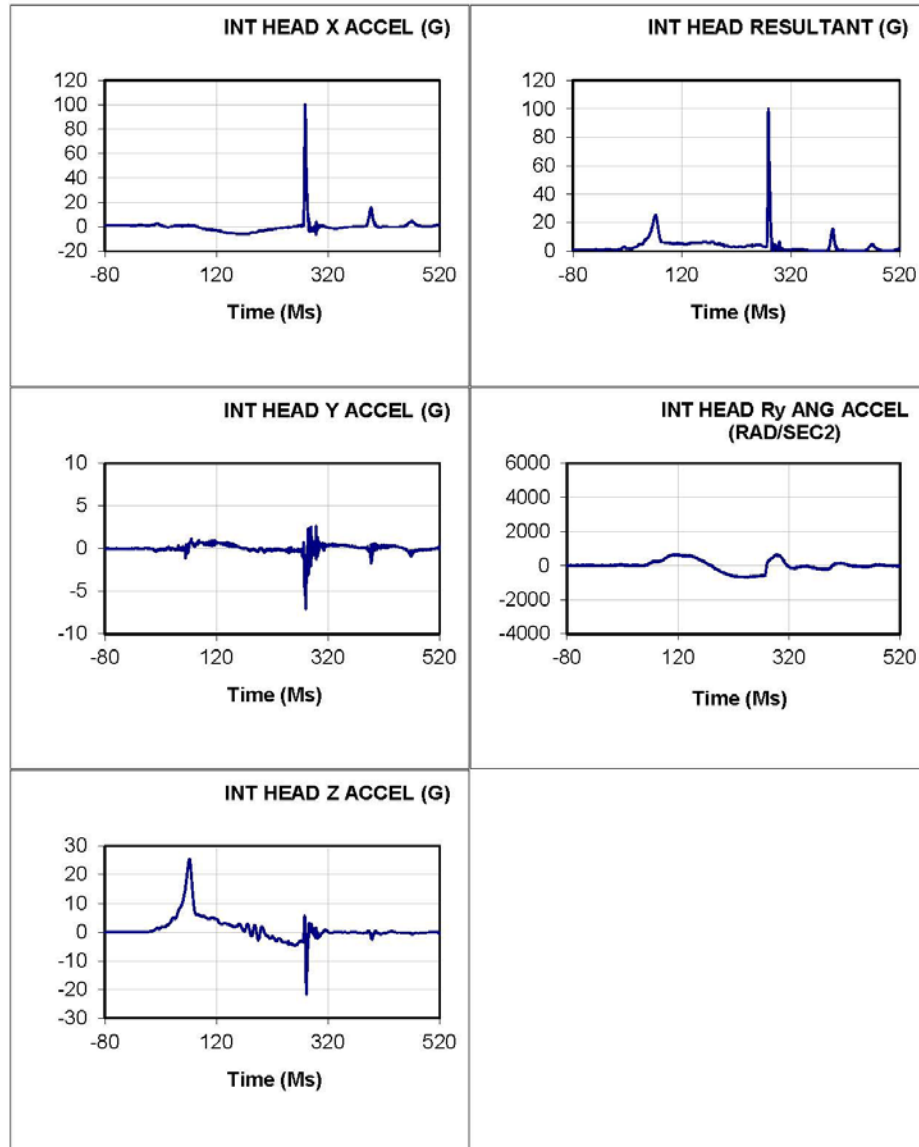 INT HEAD X ACCEL (G)
120
100
80
60
40
20
0
-20
-80 120 320 520
Time (Ms)
INT HEAD RESULTANT (G)
120
100
80
60
40
20
0
-80 120 320 520
Time (Ms)
INT HEAD Y ACCEL (G)
10
5
0
-5
-10
-80 120 320 520
Time (Ms)
INT HEAD Ry ANG ACCEL
(RAD/SEC2)
6000
4000
2000
0
-2000
-4000
-80 120 320 520
Time (Ms)
INT HEAD Z ACCEL (G)
30
20
10
0
-10
-20
-30
-80 120 320 520
Time (Ms)